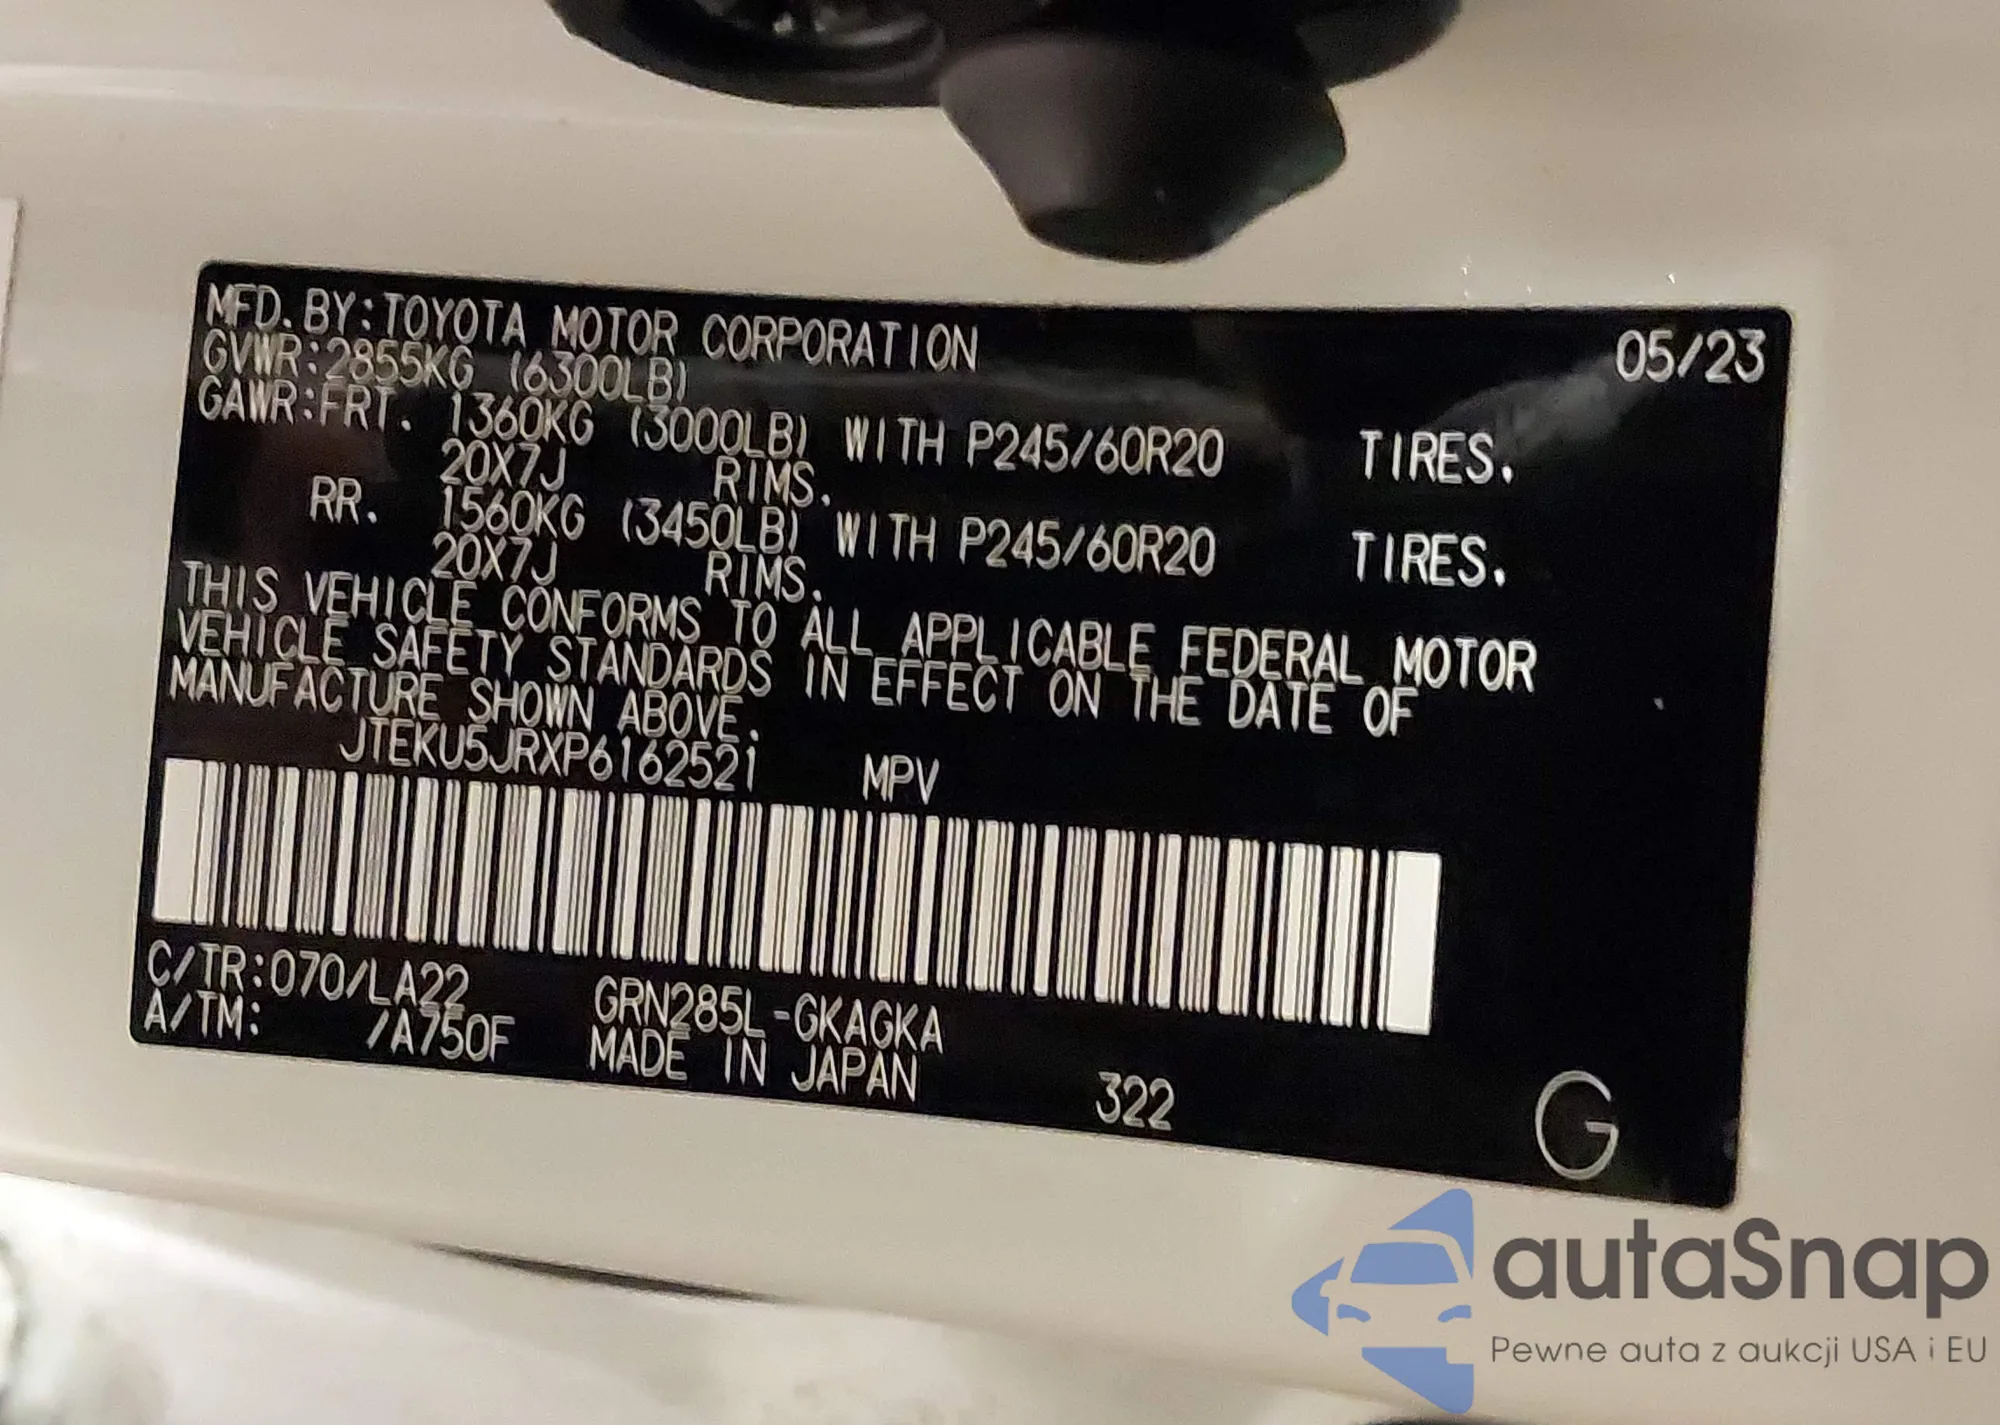 MFD. BY:TOYOTA MOTOR CORPORATION 05/23
GVWR:2855KG (6300LB)
GAWR:FRT. 1360KG (3000LB) WITH P245/60R20 TIRES.
20X7J RIMS.
RR. 1560KG (3450LB) WITH P245/60R20 TIRES.
20X7J RIMS.
THIS VEHICLE CONFORMS TO ALL APPLICABLE FEDERAL MOTOR
VEHICLE SAFETY STANDARDS IN EFFECT ON THE DATE OF
MANUFACTURE SHOWN ABOVE.
JTEKU5JRXP6162521 MPV
C/TR:070/LA22 GRN285L-GKAGKA
A/TM: /A750F MADE IN JAPAN 322
G
autaSnap
Pewne auta z aukcji USA i EU